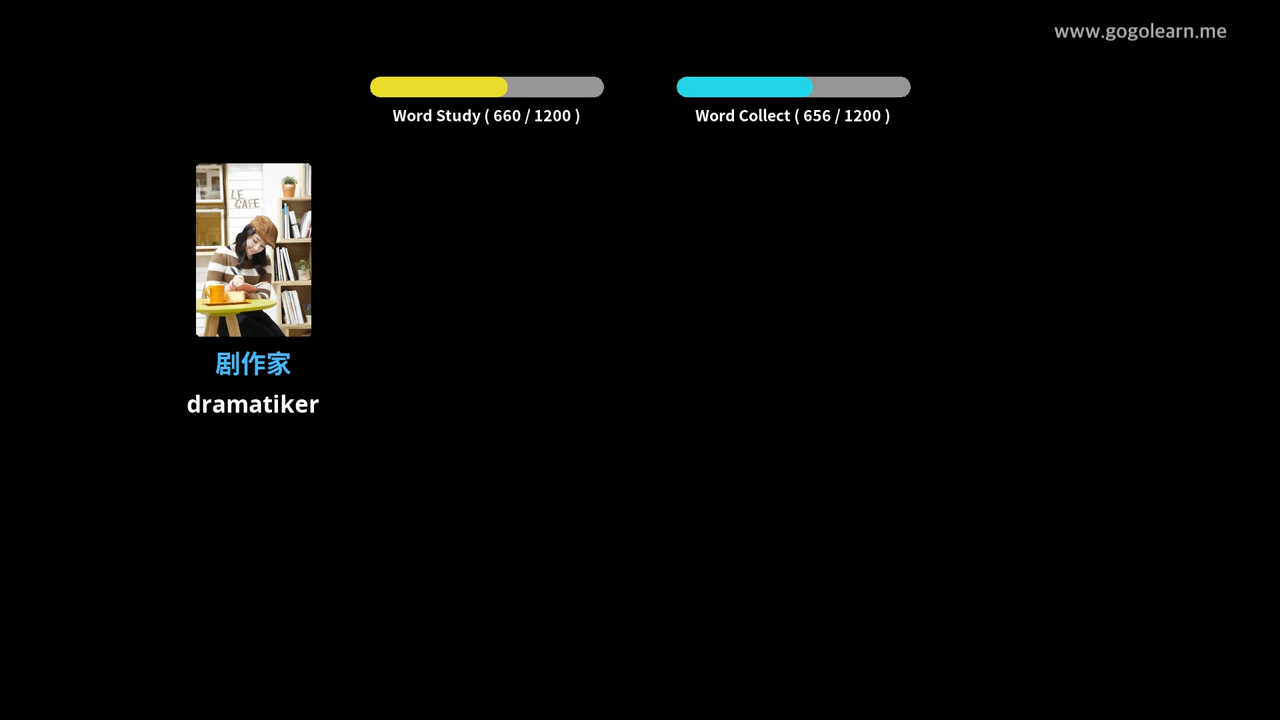 www.gogolearn.me
Word Study ( 660 / 1200 )
Word Collect ( 656 / 1200 )
LE
CAFE
剧作家
dramatiker